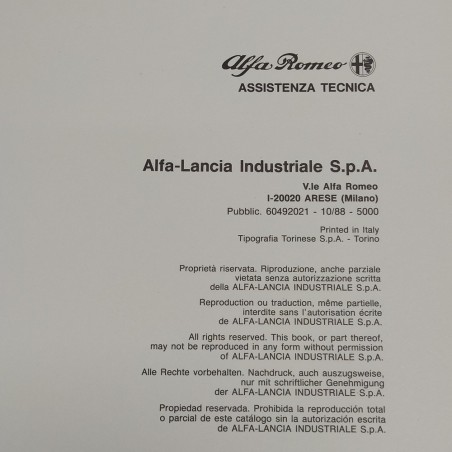 Alfa Romeo
ASSISTENZA TECNICA
Alfa-Lancia Industriale S.p.A.
V.le Alfa Romeo
I-20020 ARESE (Milano)
Pubblic. 60492021 - 10/88 - 5000
Printed in Italy
Tipografia Torinese S.p.A. - Torino
Proprietà riservata. Riproduzione, anche parziale
vietata senza autorizzazione scritta
della ALFA-LANCIA INDUSTRIALE S.p.A.
Reproduction ou traduction, même partielle,
interdite sans l'autorisation écrite
de ALFA-LANCIA INDUSTRIALE S.p.A.
All rights reserved. This book, or part thereof,
may not be reproduced in any form without permission
of ALFA-LANCIA INDUSTRIALE S.p.A.
Alle Rechte vorbehalten. Nachdruck, auch auszugsweise,
nur mit schriftlicher Genehmigung
der ALFA-LANCIA INDUSTRIALE S.p.A.
Propiedad reservada. Prohibida la reproducción total
o parcial de este catálogo sin la autorización escrita
de ALFA-LANCIA INDUSTRIALE S.p.A.